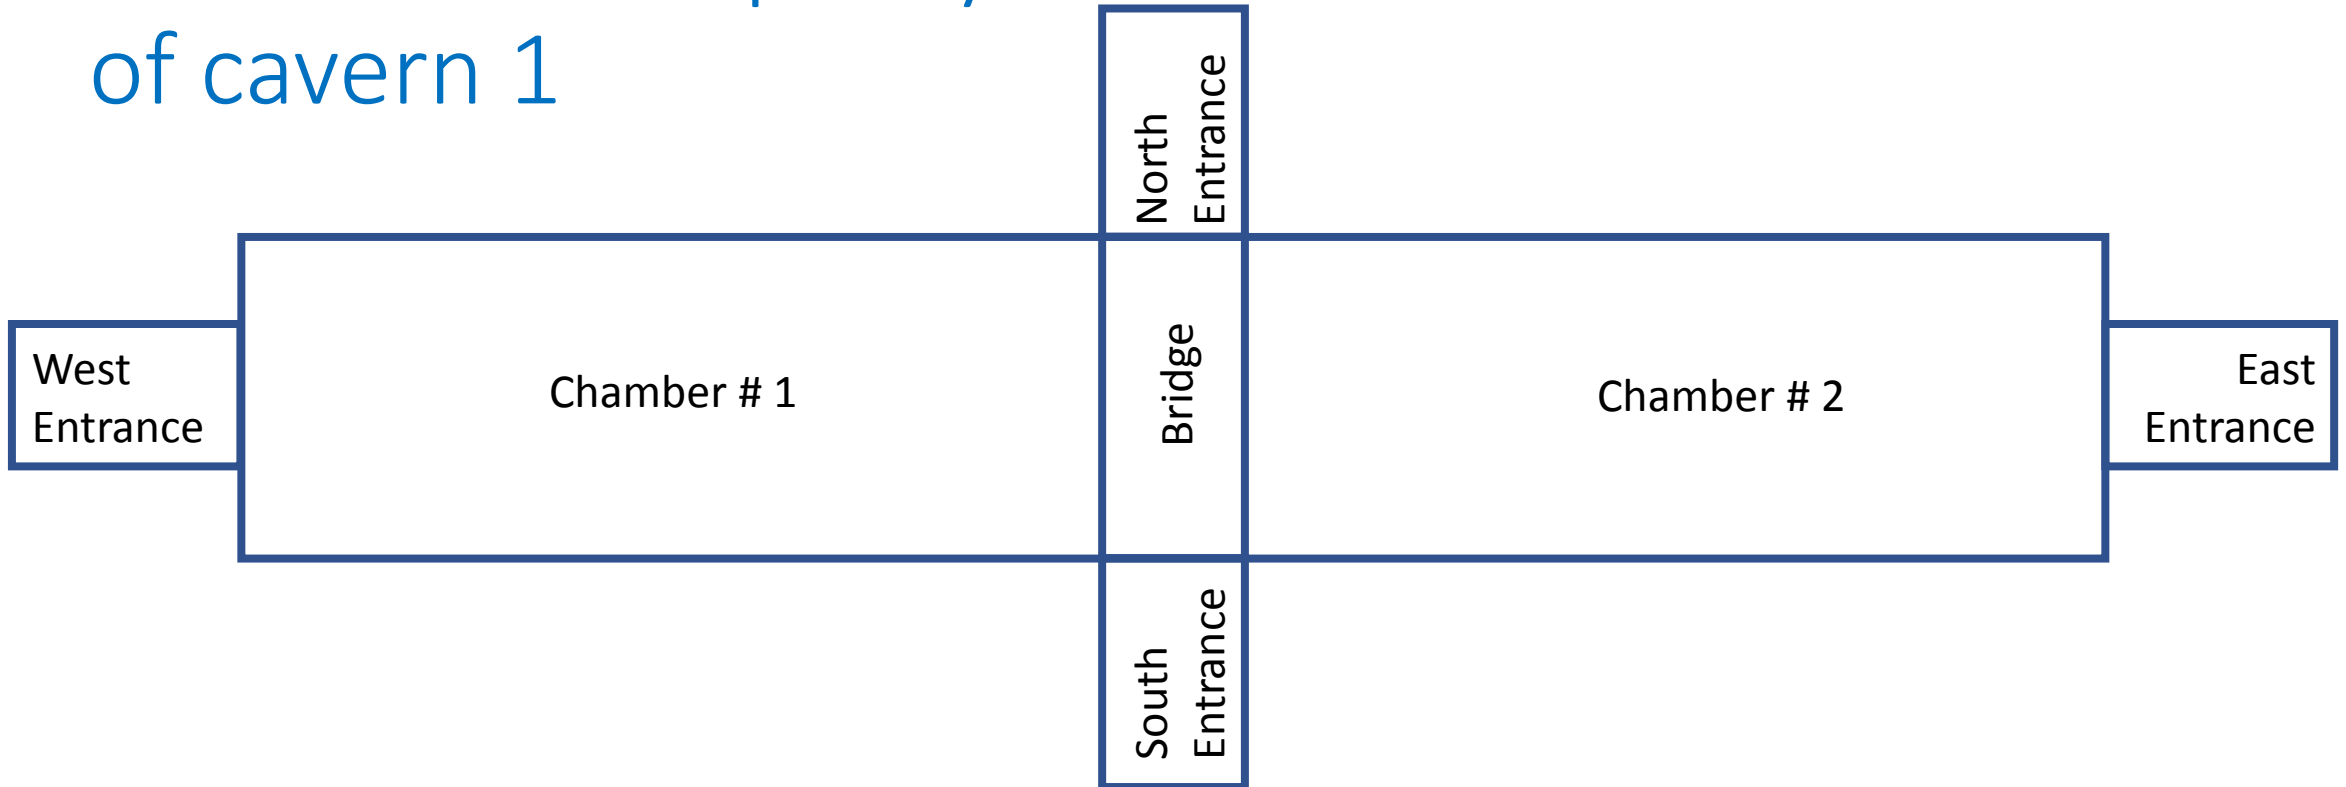 of cavern 1
North
Entrance
West
Entrance
Chamber # 1
Bridge
Chamber # 2
East
Entrance
South
Entrance